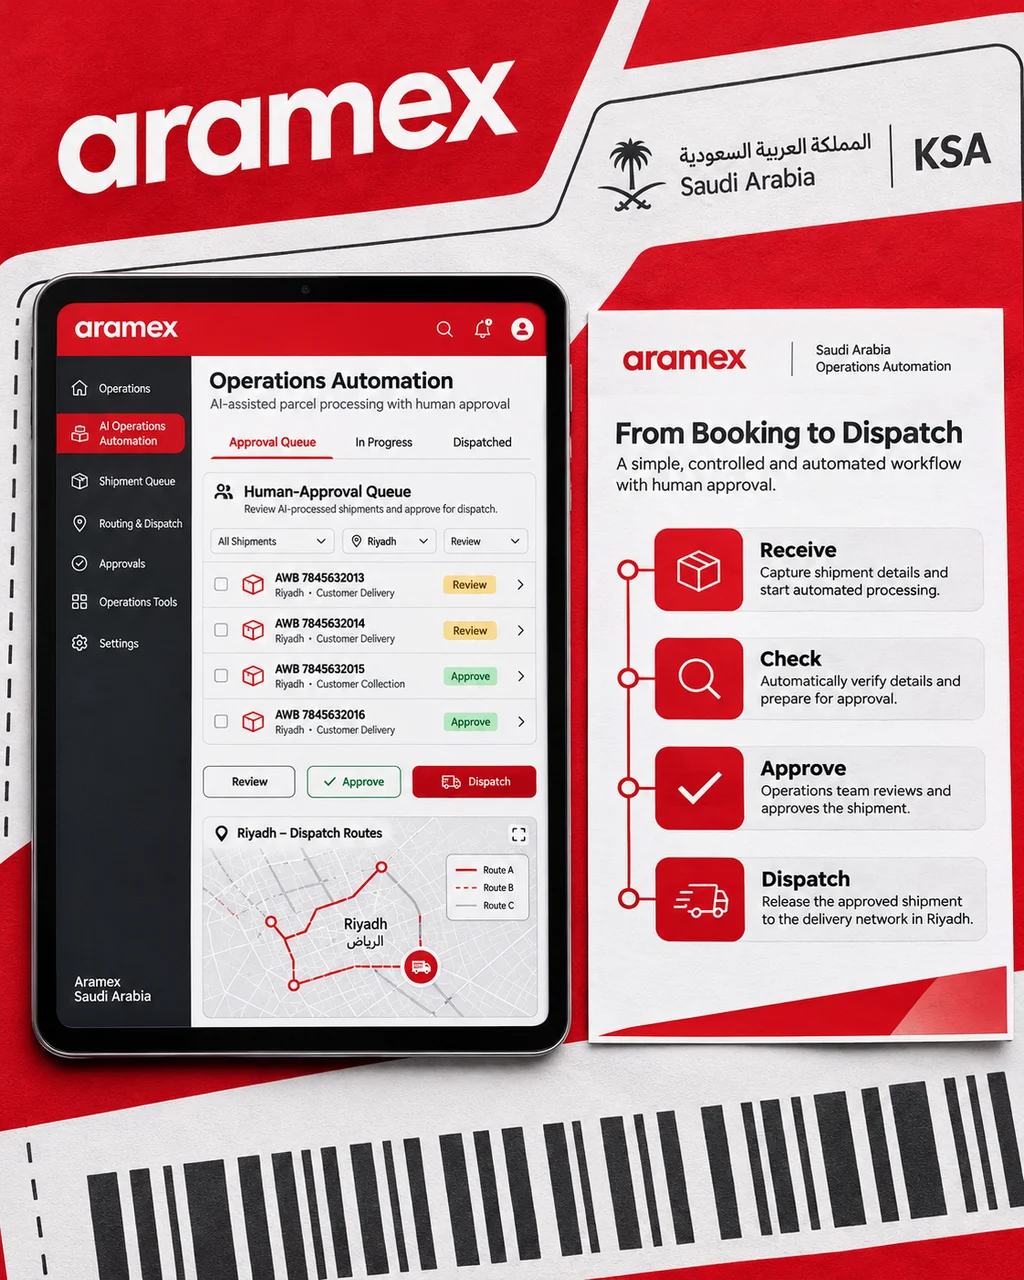 aramex
المملكة العربية السعودية
Saudi Arabia
KSA
aramex
Operations
AI Operations
Automation
Shipment Queue
Routing & Dispatch
Approvals
Operations Tools
Settings
Aramex
Saudi Arabia
Operations Automation
AI-assisted parcel processing with human approval
Approval Queue
In Progress
Dispatched
Human-Approval Queue
Review AI-processed shipments and approve for dispatch.
All Shipments
Riyadh
Review
AWB 7845632013
Riyadh • Customer Delivery
Review
AWB 7845632014
Riyadh • Customer Delivery
Review
AWB 7845632015
Riyadh • Customer Collection
Approve
AWB 7845632016
Riyadh • Customer Delivery
Approve
Review
Approve
Dispatch
Riyadh – Dispatch Routes
Route A
Route B
Route C
Riyadh
الرياض
aramex
Saudi Arabia
Operations Automation
From Booking to Dispatch
A simple, controlled and automated workflow
with human approval.
Receive
Capture shipment details and
start automated processing.
Check
Automatically verify details and
prepare for approval.
Approve
Operations team reviews and
approves the shipment.
Dispatch
Release the approved shipment
to the delivery network in Riyadh.